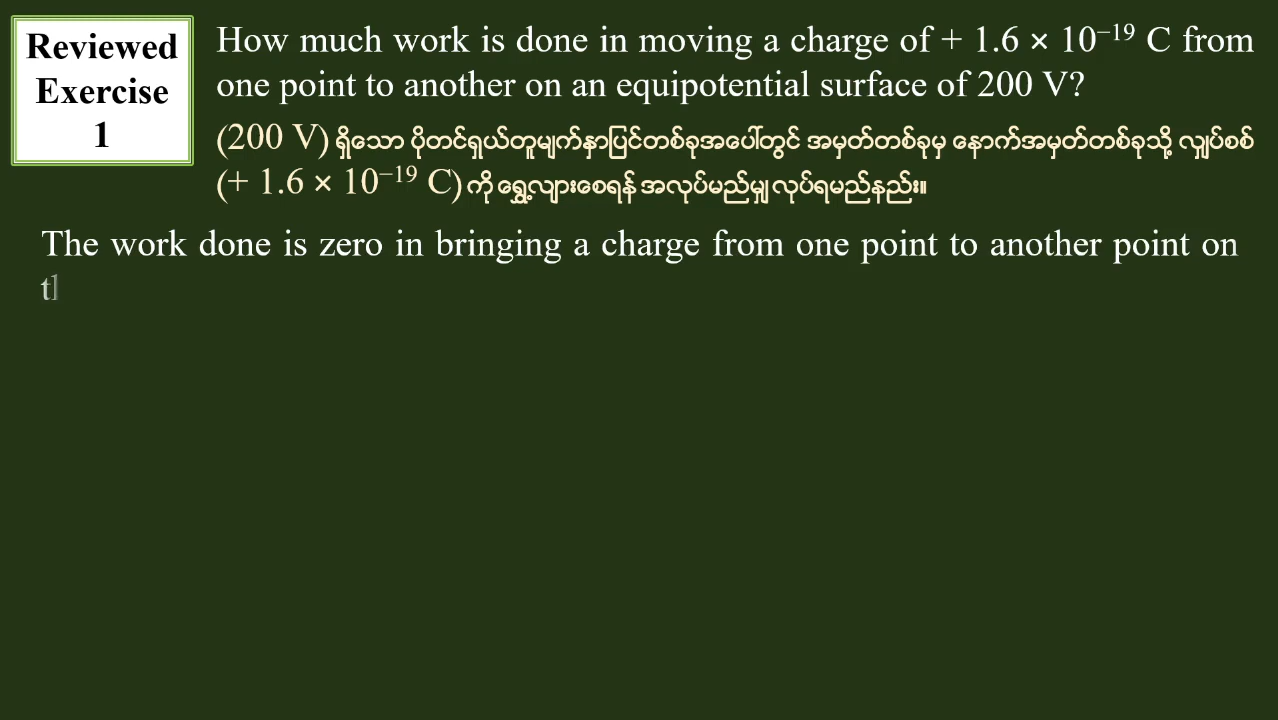 Reviewed
Exercise
1
How much work is done in moving a charge of + 1.6 × 10⁻¹⁹ C from
one point to another on an equipotential surface of 200 V?
(200 V) ရှိသော ပိုတင်ရှယ်တူမျက်နှာပြင်တစ်ခုအပေါ်တွင် အမှတ်တစ်ခုမှ နောက်အမှတ်တစ်ခုသို့ လျှပ်စစ်
(+ 1.6 × 10⁻¹⁹ C) ကို ရွှေ့လျားစေရန် အလုပ်မည်မျှ လုပ်ရမည်နည်း။
The work done is zero in bringing a charge from one point to another point on